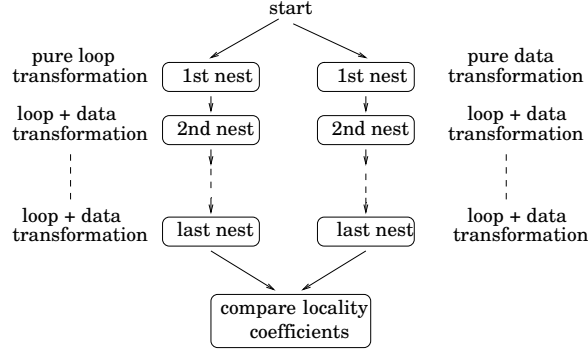 start
pure loop
transformation
1st nest
1st nest
pure data
transformation
loop + data
transformation
2nd nest
2nd nest
loop + data
transformation
loop + data
transformation
last nest
last nest
loop + data
transformation
compare locality
coefficients